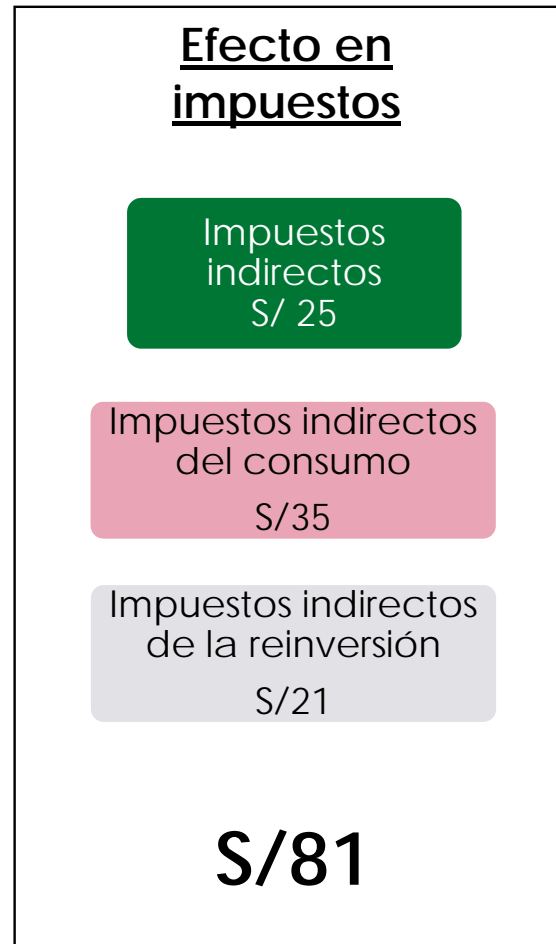 Efecto en
impuestos
Impuestos
indirectos
S/ 25
Impuestos indirectos
del consumo
S/35
Impuestos indirectos
de la reinversión
S/21
S/81